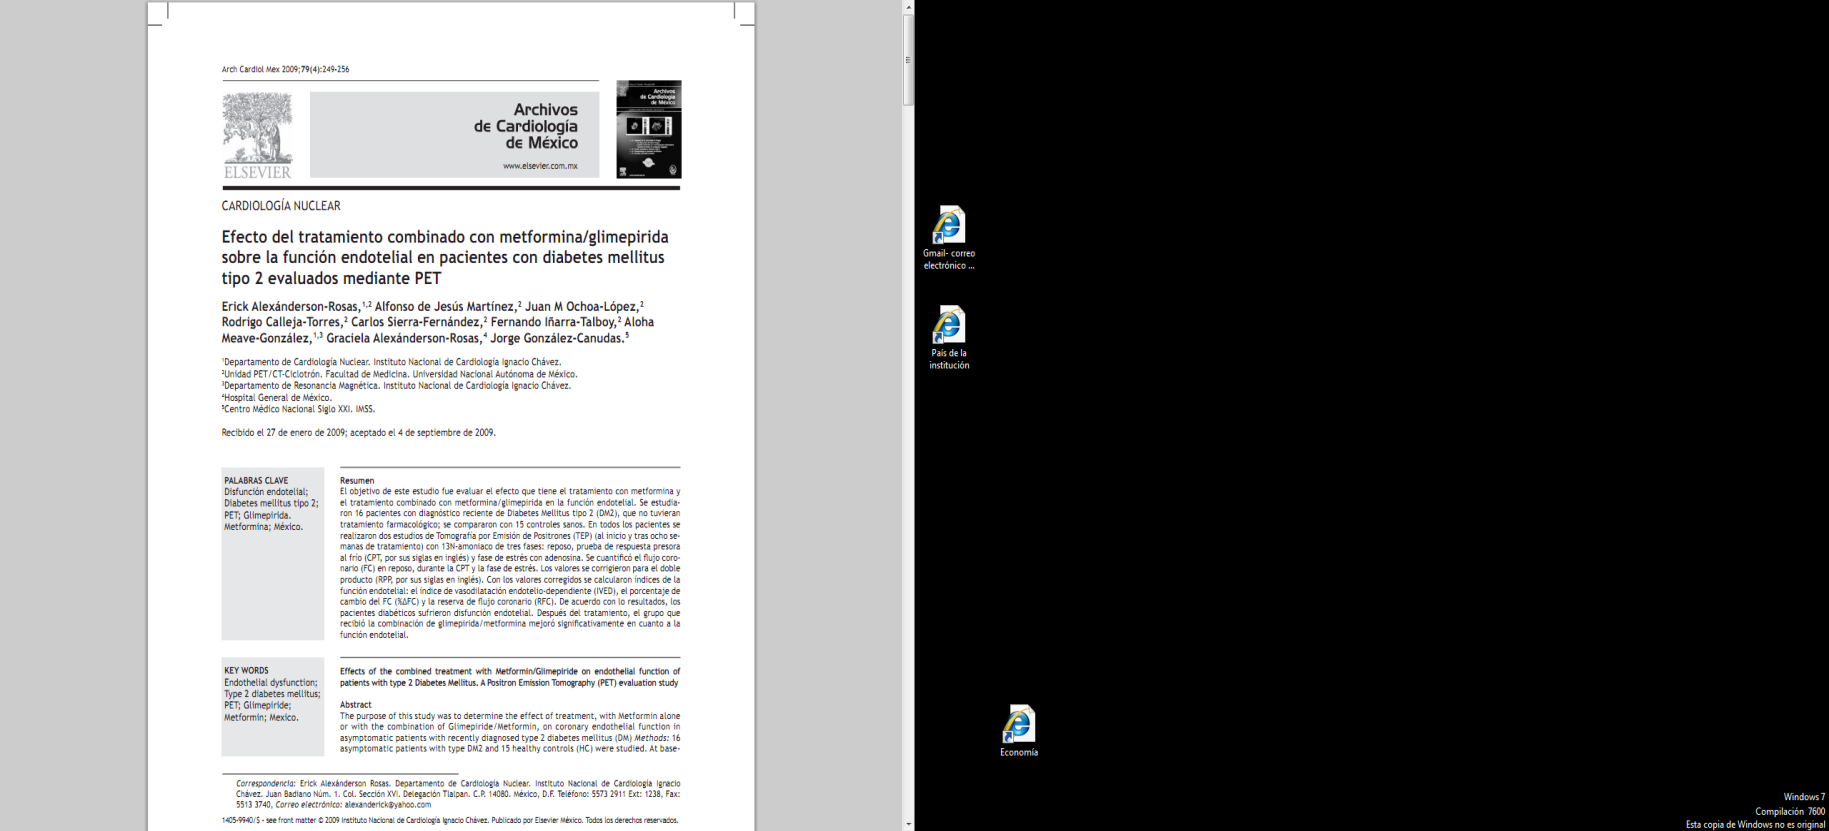 Arch Cardiol Mex 2009;79(4):249-256
ELSEVIER
Archivos
de Cardiología
de México
www.elsevier.com.mx
Archivos
de Cardiología
de México
CARDIOLOGÍA NUCLEAR
Efecto del tratamiento combinado con metformina/glimepirida
sobre la función endotelial en pacientes con diabetes mellitus
tipo 2 evaluados mediante PET
Erick Alexánderson-Rosas,1,2 Alfonso de Jesús Martínez,2 Juan M Ochoa-López,2
Rodrigo Calleja-Torres,2 Carlos Sierra-Fernández,2 Fernando Iñarra-Talboy,2 Aloha
Meave-González,1,3 Graciela Alexánderson-Rosas,4 Jorge González-Canudas.5
1Departamento de Cardiología Nuclear. Instituto Nacional de Cardiología Ignacio Chávez.
2Unidad PET/CT-Ciclotrón. Facultad de Medicina. Universidad Nacional Autónoma de México.
3Departamento de Resonancia Magnética. Instituto Nacional de Cardiología Ignacio Chávez.
4Hospital General de México.
5Centro Médico Nacional Siglo XXI. IMSS.
Recibido el 27 de enero de 2009; aceptado el 4 de septiembre de 2009.
PALABRAS CLAVE
Disfunción endotelial;
Diabetes mellitus tipo 2;
PET; Glimepirida.
Metformina; México.
Resumen
El objetivo de este estudio fue evaluar el efecto que tiene el tratamiento con metformina y
el tratamiento combinado con metformina/glimepirida en la función endotelial. Se estudia-
ron 16 pacientes con diagnóstico reciente de Diabetes Mellitus tipo 2 (DM2), que no tuvieran
tratamiento farmacológico; se compararon con 15 controles sanos. En todos los pacientes se
realizaron dos estudios de Tomografía por Emisión de Positrones (TEP) (al inicio y tras ocho se-
manas de tratamiento) con 13N-amoniaco de tres fases: reposo, prueba de respuesta presora
al frío (CPT, por sus siglas en inglés) y fase de estrés con adenosina. Se cuantificó el flujo coro-
nario (FC) en reposo, durante la CPT y la fase de estrés. Los valores se corrigieron para el doble
producto (RPP, por sus siglas en inglés). Con los valores corregidos se calcularon índices de la
función endotelial: el índice de vasodilatación endotelio-dependiente (IVED), el porcentaje de
cambio del FC (%ΔFC) y la reserva de flujo coronario (RFC). De acuerdo con lo resultados, los
pacientes diabéticos sufrieron disfunción endotelial. Después del tratamiento, el grupo que
recibió la combinación de glimepirida/metformina mejoró significativamente en cuanto a la
función endotelial.
KEY WORDS
Endothelial dysfunction;
Type 2 diabetes mellitus;
PET; Glimepiride;
Metformin; Mexico.
Effects of the combined treatment with Metformin/Glimepiride on endothelial function of
patients with type 2 Diabetes Mellitus. A Positron Emission Tomography (PET) evaluation study
Abstract
The purpose of this study was to determine the effect of treatment, with Metformin alone
or with the combination of Glimepiride/Metformin, on coronary endothelial function in
asymptomatic patients with recently diagnosed type 2 diabetes mellitus (DM) Methods: 16
asymptomatic patients with type DM2 and 15 healthy controls (HC) were studied. At base-
Correspondencia: Erick Alexánderson Rosas. Departamento de Cardiología Nuclear. Instituto Nacional de Cardiología Ignacio
Chávez. Juan Badiano Núm. 1. Col. Sección XVI. Delegación Tlalpan. C.P. 14080. México, D.F. Teléfono: 5573 2911 Ext: 1238, Fax:
5513 3740, Correo electrónico: alexanderick@yahoo.com
1405-9940/$ - see front matter © 2009 Instituto Nacional de Cardiología Ignacio Chávez. Publicado por Elsevier México. Todos los derechos reservados.
Gmail- correo
electrónico ...
País de la
institución
Economía
Windows 7
Compilación 7600
Esta copia de Windows no es original